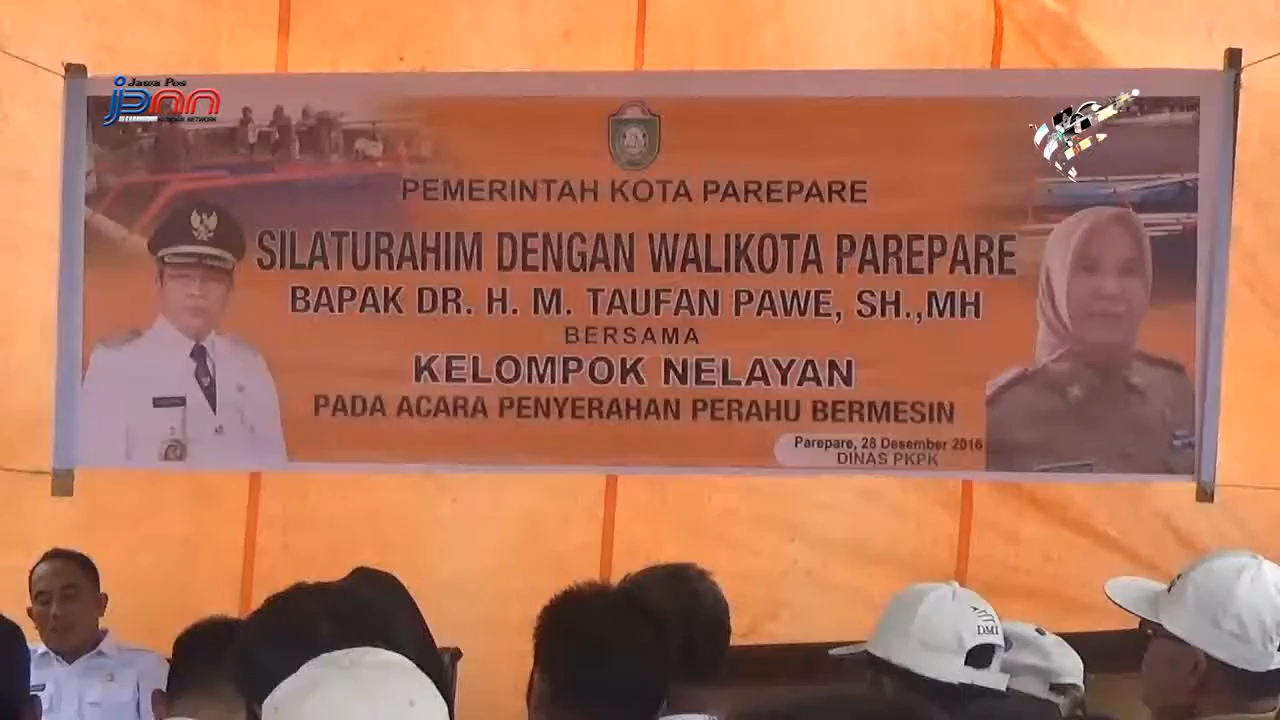 Jawa Pos
jpnn
PEMERINTAH KOTA PAREPARE
SILATURAHIM DENGAN WALIKOTA PAREPARE
BAPAK DR. H. M. TAUFAN PAWE, SH.,MH
BERSAMA
KELOMPOK NELAYAN
PADA ACARA PENYERAHAN PERAHU BERMESIN
Parepare, 28 Desember 2016
DINAS PKPK
DMI